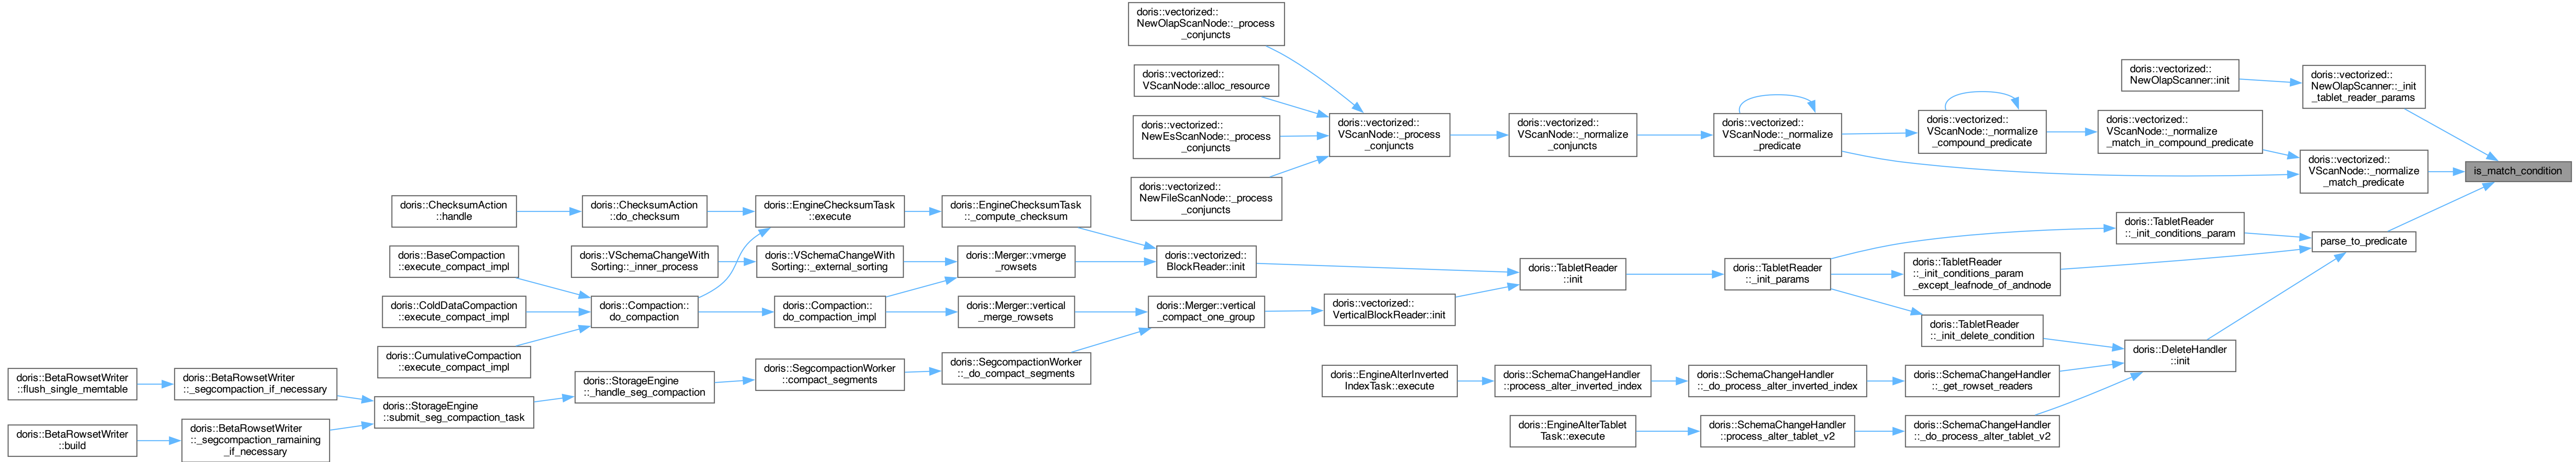 doris::vectorized::
NewOlapScanNode::_process
_conjuncts
doris::vectorized::
VScanNode::alloc_resource
doris::vectorized::
NewEsScanNode::_process
_conjuncts
doris::vectorized::
NewFileScanNode::_process
_conjuncts
doris::vectorized::
VScanNode::_process
_conjuncts
doris::vectorized::
VScanNode::_normalize
_conjuncts
doris::vectorized::
VScanNode::_normalize
_predicate
doris::vectorized::
VScanNode::_normalize
_compound_predicate
doris::vectorized::
VScanNode::_normalize
_match_in_compound_predicate
doris::vectorized::
NewOlapScanner::init
doris::vectorized::
NewOlapScanner::_init
_tablet_reader_params
doris::vectorized::
VScanNode::_normalize
_match_predicate
is_match_condition
doris::ChecksumAction
::handle
doris::ChecksumAction
::do_checksum
doris::EngineChecksumTask
::execute
doris::EngineChecksumTask
::_compute_checksum
doris::BaseCompaction
::execute_compact_impl
doris::VSchemaChangeWith
Sorting::_inner_process
doris::VSchemaChangeWith
Sorting::_external_sorting
doris::Merger::vmerge
_rowsets
doris::vectorized::
BlockReader::init
doris::TabletReader
::init
doris::TabletReader
::_init_params
doris::TabletReader
::_init_conditions_param
doris::TabletReader
::_init_conditions_param
_except_leafnode_of_andnode
parse_to_predicate
doris::ColdDataCompaction
::execute_compact_impl
doris::Compaction::
do_compaction
doris::Compaction::
do_compaction_impl
doris::Merger::vertical
_merge_rowsets
doris::Merger::vertical
_compact_one_group
doris::vectorized::
VerticalBlockReader::init
doris::TabletReader
::_init_delete_condition
doris::DeleteHandler
::init
doris::CumulativeCompaction
::execute_compact_impl
doris::BetaRowsetWriter
::flush_single_memtable
doris::BetaRowsetWriter
::_segcompaction_if_necessary
doris::StorageEngine
::submit_seg_compaction_task
doris::StorageEngine
::_handle_seg_compaction
doris::SegcompactionWorker
::compact_segments
doris::SegcompactionWorker
::_do_compact_segments
doris::EngineAlterInverted
IndexTask::execute
doris::SchemaChangeHandler
::process_alter_inverted_index
doris::SchemaChangeHandler
::_do_process_alter_inverted_index
doris::SchemaChangeHandler
::_get_rowset_readers
doris::BetaRowsetWriter
::build
doris::BetaRowsetWriter
::_segcompaction_ramaining
_if_necessary
doris::EngineAlterTablet
Task::execute
doris::SchemaChangeHandler
::process_alter_tablet_v2
doris::SchemaChangeHandler
::_do_process_alter_tablet_v2